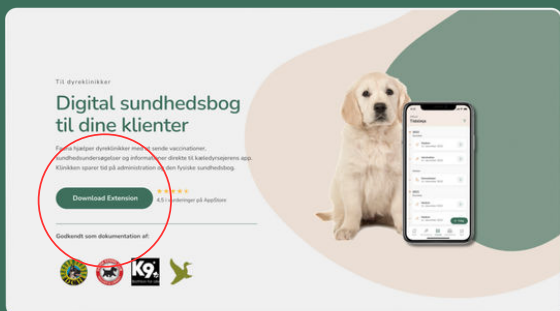 Til dyreklinikker
Digital sundhedsbog
til dine klienter
hjælper dyreklinikker med at sende vaccinationer,
sundhedsundersøgelser og informationer direkte til kæledyrsejerens app.
Klinikken sparer tid på administration og den fysiske sundhedsbog.
Download Extension
4,5 i vurderinger på AppStore
Godkendt som dokumentation af:
K9
Tidslinje